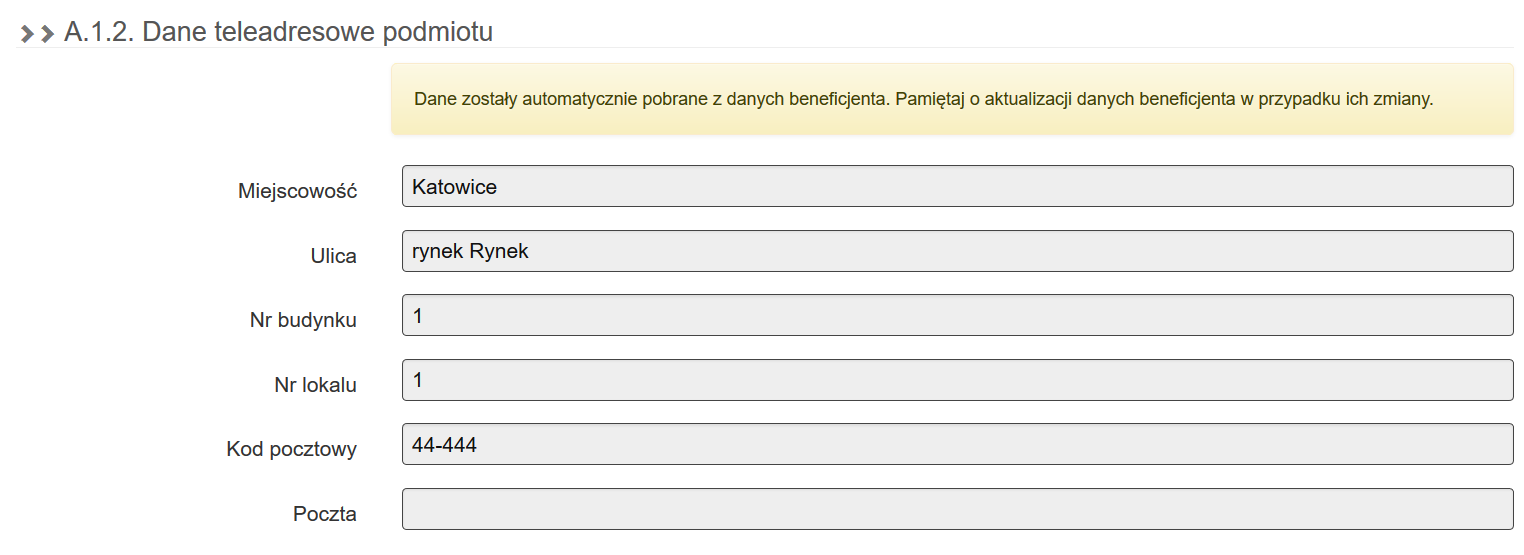 A.1.2. Dane teleadresowe podmiotu
Dane zostały automatycznie pobrane z danych beneficjenta. Pamiętaj o aktualizacji danych beneficjenta w przypadku ich zmiany.
Miejscowość Katowice
Ulica rynek Rynek
Nr budynku 1
Nr lokalu 1
Kod pocztowy 44-444
Poczta